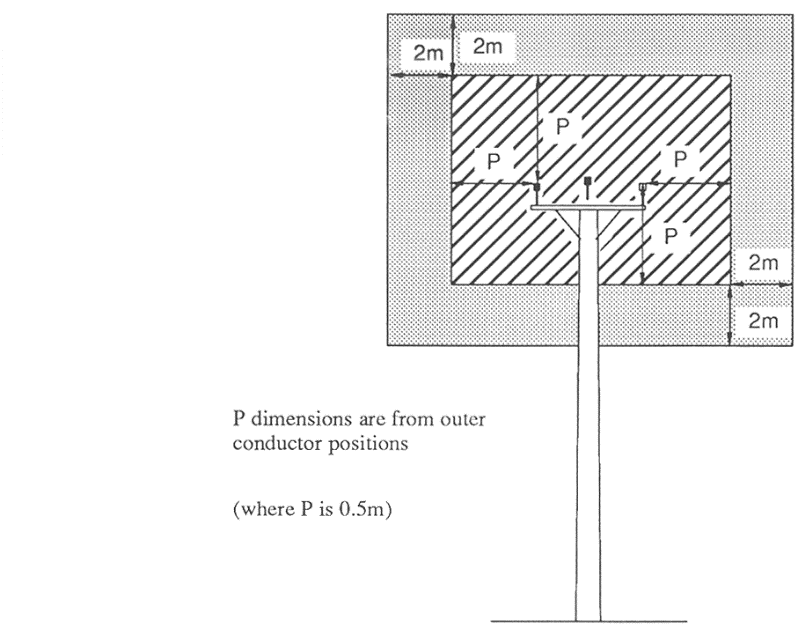 2m
2m
P
P
P
P
2m
2m
P dimensions are from outer
conductor positions
(where P is 0.5m)